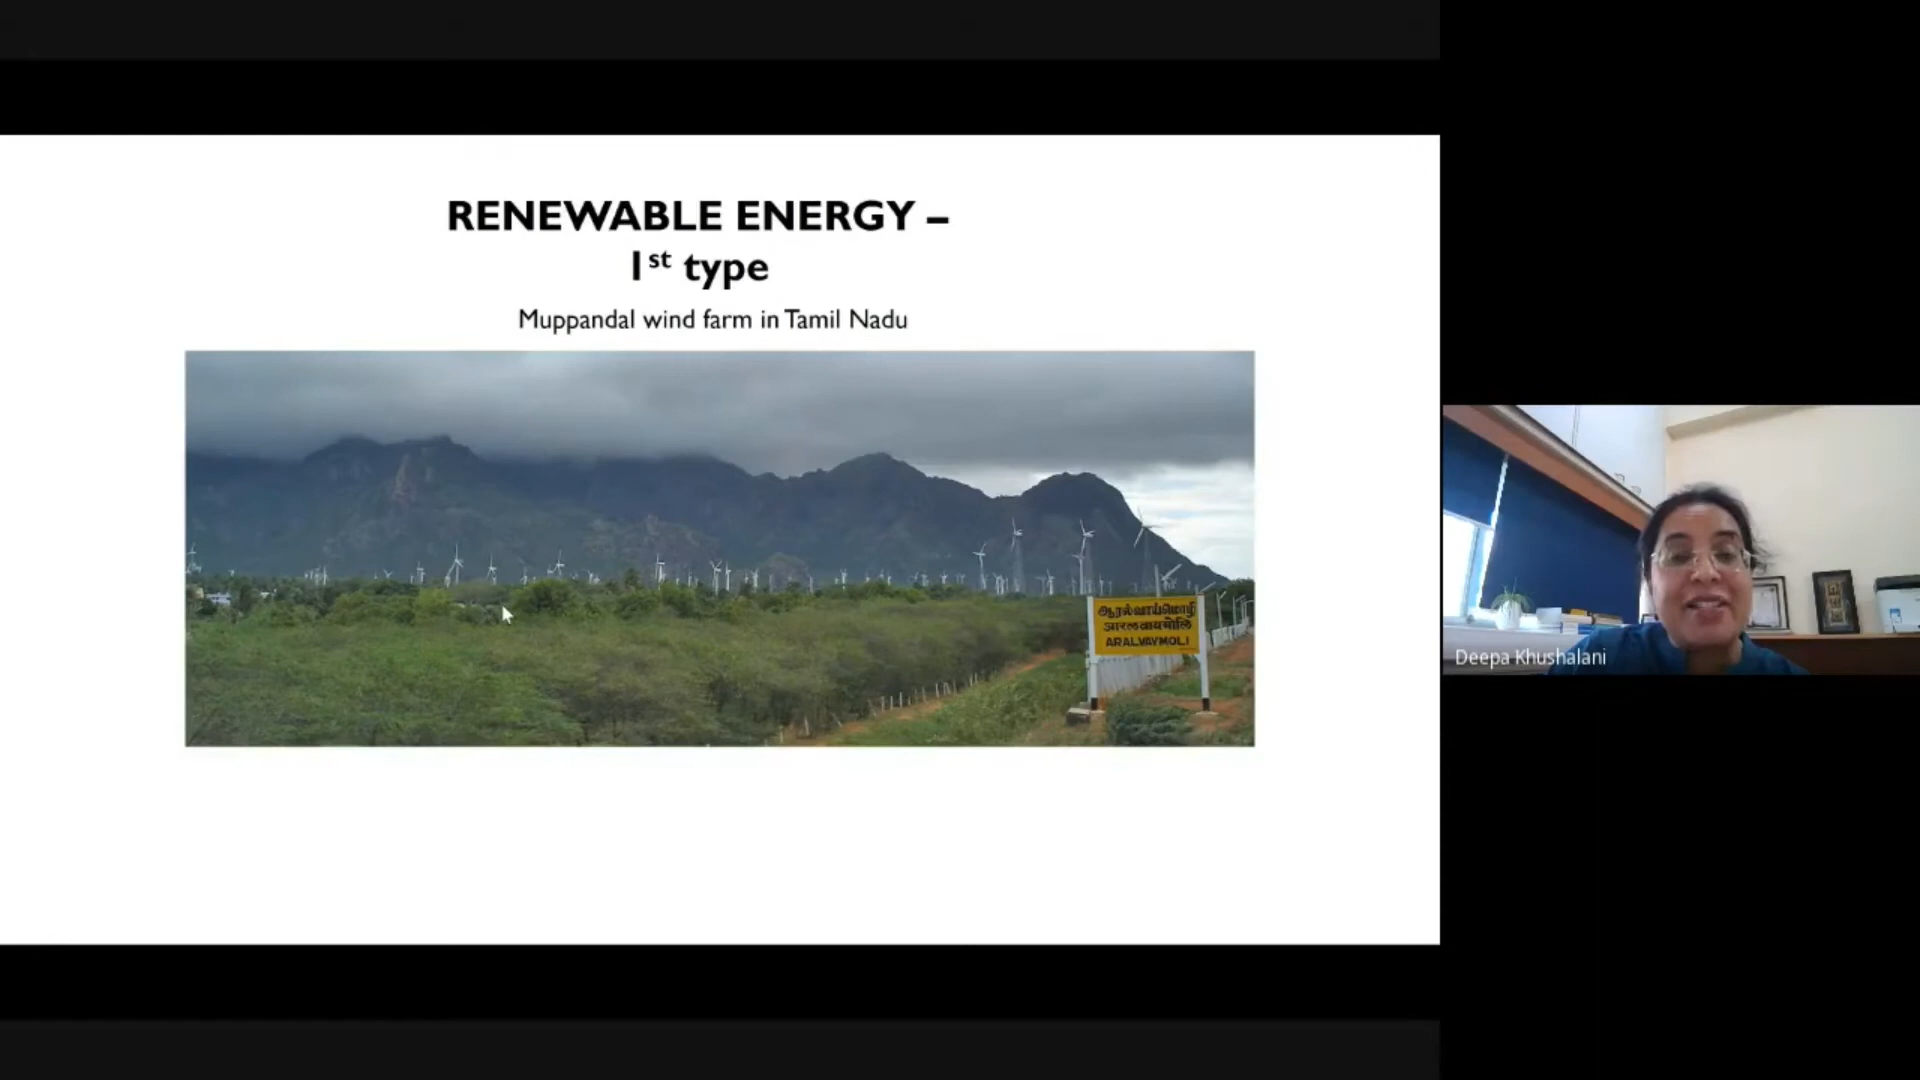 RENEWABLE ENERGY –
1st type
Muppandal wind farm in Tamil Nadu
ஆரல்வாய்மொழி
आरलवायमोलि
ARALVAYMOLI
Deepa Khushalani